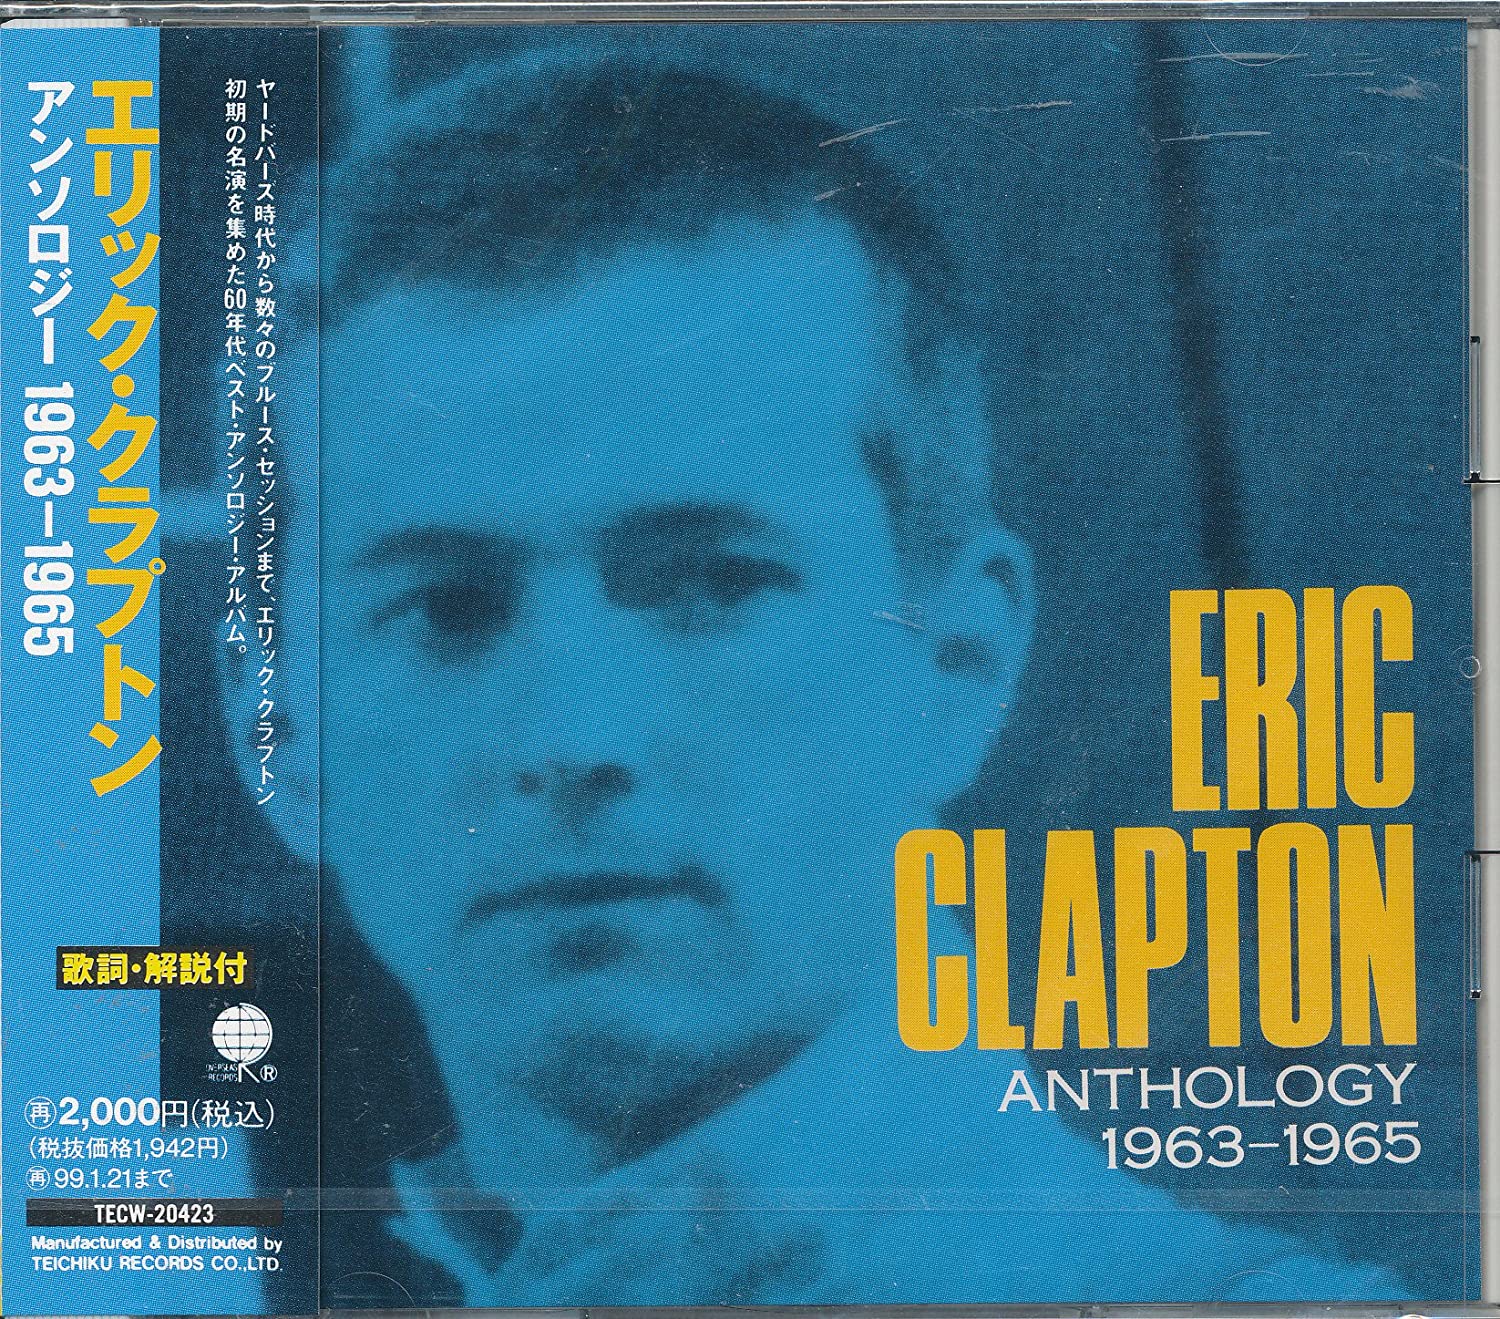 エリック・クラプトン
アンソロジー 1963–1965
ヤードバーズ時代から数々のブルース・セッションまで、エリック・クラプトン
初期の名演を集めた60年代ベスト・アンソロジー・アルバム。
歌詞・解説付
OVERSEAS
RECORDS
®
再2,000円(税込)
(税抜価格1,942円)
再99.1.21まで
TECW-20423
Manufactured & Distributed by
TEICHIKU RECORDS CO.,LTD.
ERIC
CLAPTON
ANTHOLOGY
1963–1965